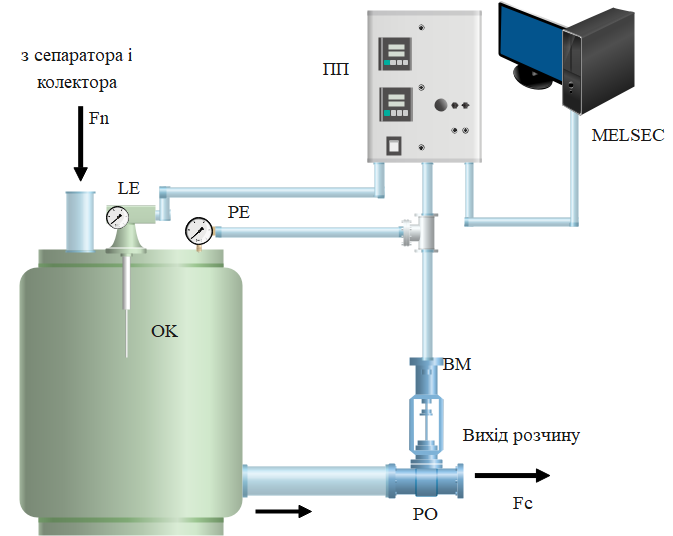 з сепаратора і
колектора
Fn
LE
PE
ПП
MELSEC
ОК
ВМ
Вихід розчину
Fc
РО